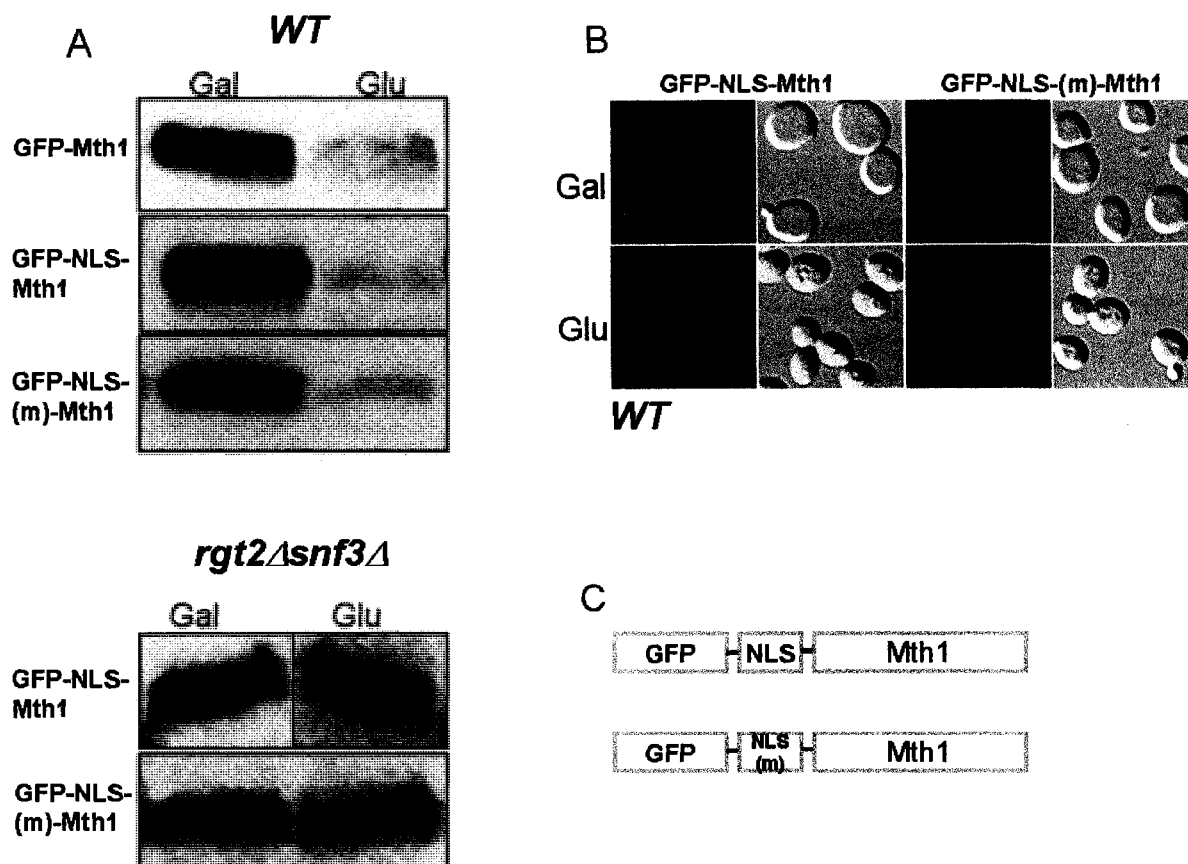 A
WT
Gal Glu
GFP-Mth1
GFP-NLS-
Mth1
GFP-NLS-
(m)-Mth1
rgt2Δsnf3Δ
Gal Glu
GFP-NLS-
Mth1
GFP-NLS-
(m)-Mth1
B
GFP-NLS-Mth1 GFP-NLS-(m)-Mth1
Gal
Glu
WT
C
GFP NLS Mth1
GFP NLS
(m) Mth1